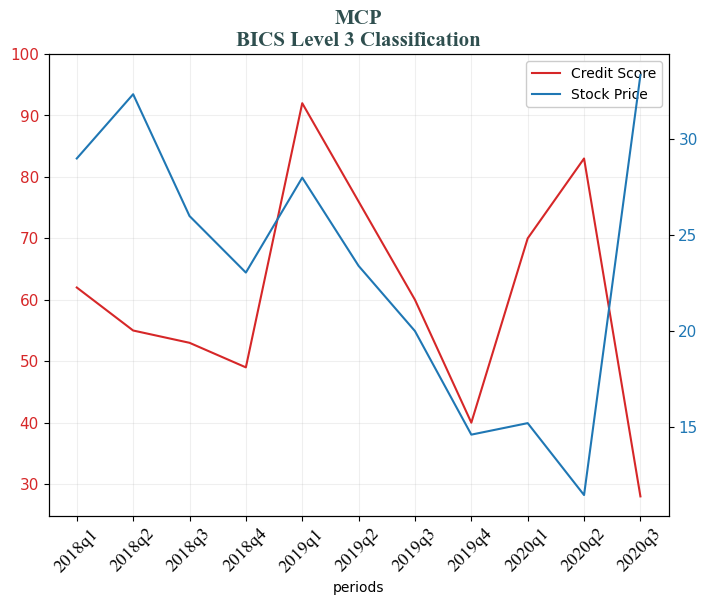 MCP
BICS Level 3 Classification
100
90
80
70
60
50
40
30
Credit Score
Stock Price
30
25
20
15
2018q1
2018q2
2018q3
2018q4
2019q1
2019q2
2019q3
2019q4
2020q1
2020q2
2020q3
periods